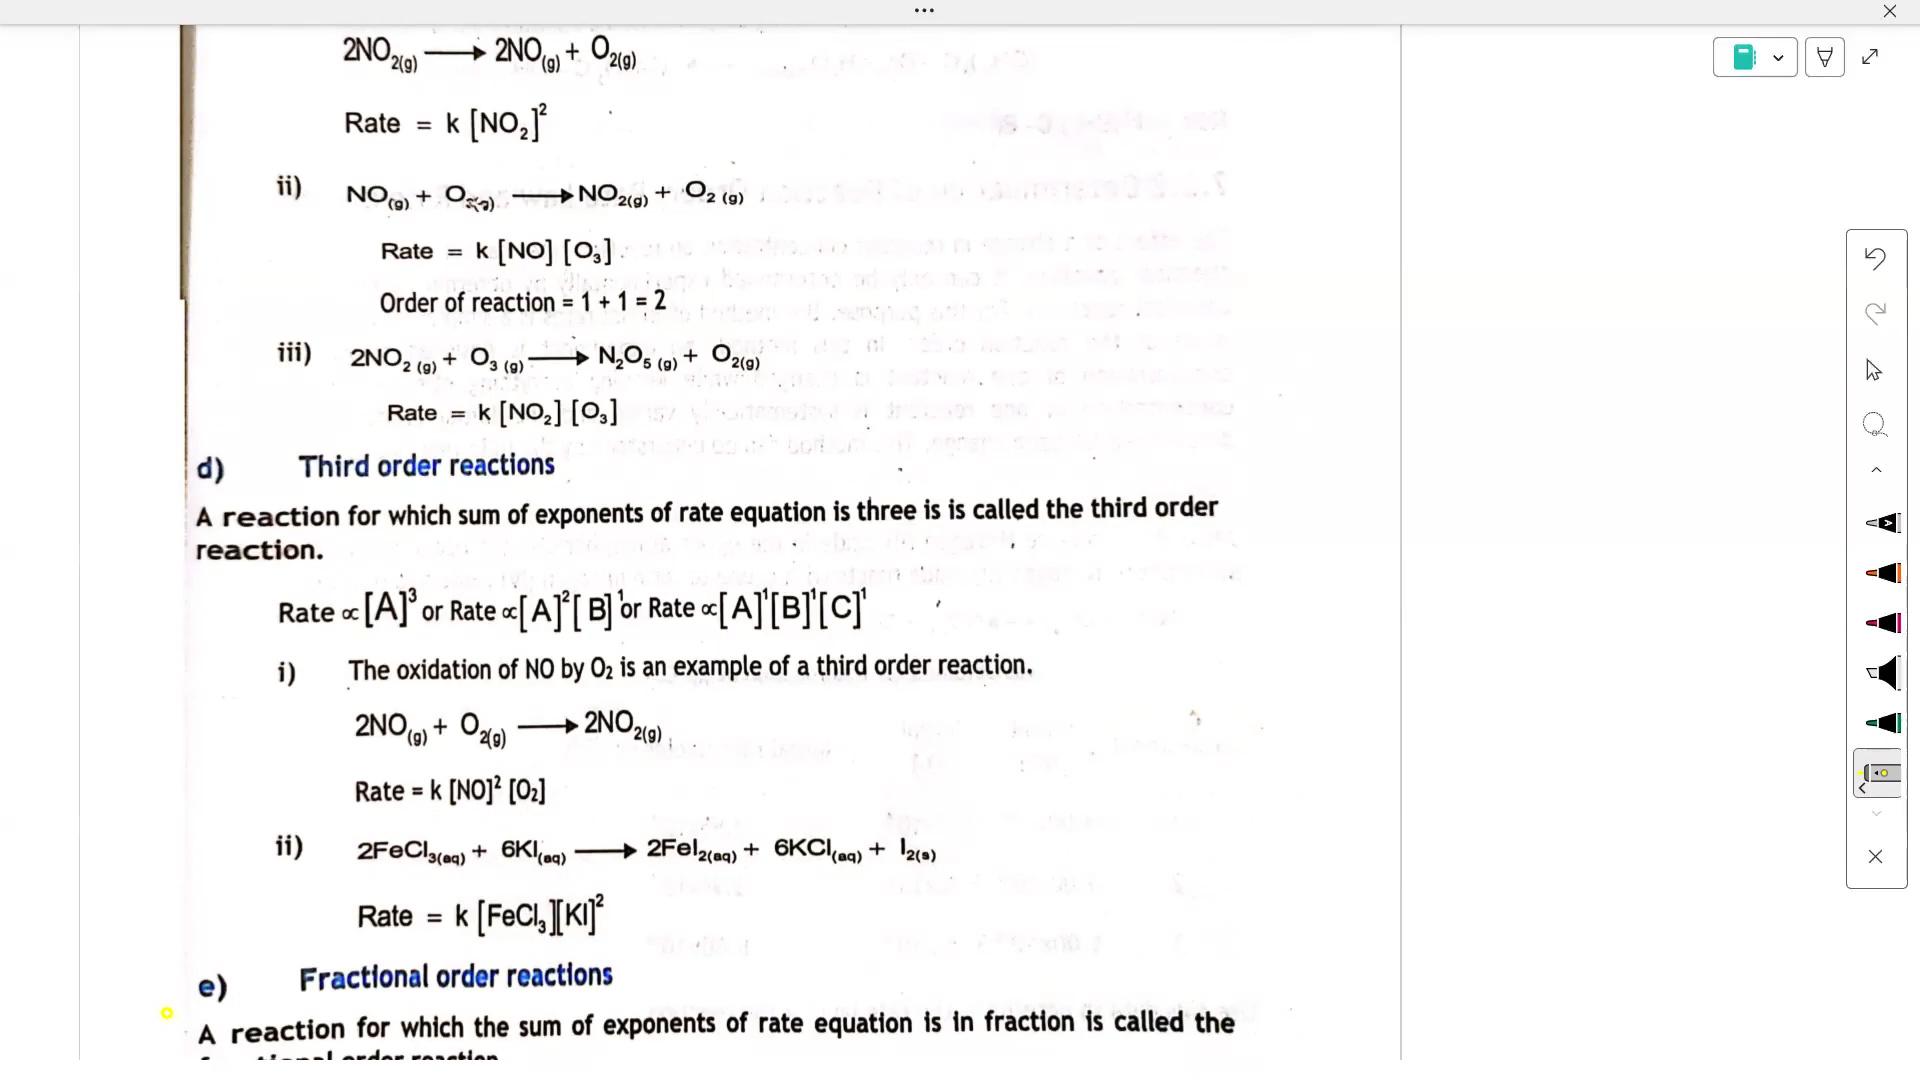 2NO2(g) ⟶ 2NO(g) + O2(g)
Rate = k [NO2]²
ii) NO(g) + O3(g) ⟶ NO2(g) + O2 (g)
Rate = k [NO] [O3]
Order of reaction = 1 + 1 = 2
iii) 2NO2 (g) + O3 (g) ⟶ N2O5 (g) + O2(g)
Rate = k [NO2] [O3]
d) Third order reactions
A reaction for which sum of exponents of rate equation is three is is called the third order
reaction.
Rate ∝ [A]³ or Rate ∝ [A]² [B]¹ or Rate ∝ [A]¹ [B]¹ [C]¹
i) The oxidation of NO by O2 is an example of a third order reaction.
2NO(g) + O2(g) ⟶ 2NO2(g)
Rate = k [NO]² [O2]
ii) 2FeCl3(aq) + 6KI(aq) ⟶ 2FeI2(aq) + 6KCl(aq) + I2(s)
Rate = k [FeCl3][KI]²
e) Fractional order reactions
A reaction for which the sum of exponents of rate equation is in fraction is called the
order reaction